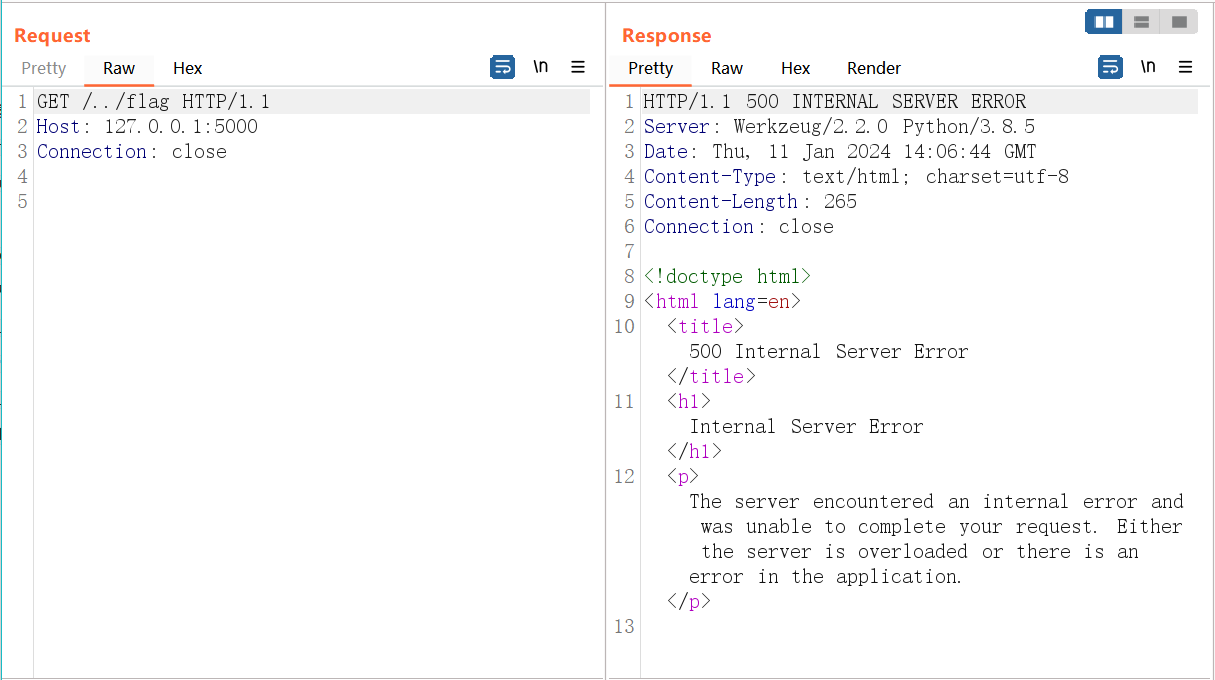 Request
Pretty Raw Hex \n
1 GET /../flag HTTP/1.1
2 Host: 127.0.0.1:5000
3 Connection: close
4
5
Response
Pretty Raw Hex Render \n
1 HTTP/1.1 500 INTERNAL SERVER ERROR
2 Server: Werkzeug/2.2.0 Python/3.8.5
3 Date: Thu, 11 Jan 2024 14:06:44 GMT
4 Content-Type: text/html; charset=utf-8
5 Content-Length: 265
6 Connection: close
7
8 <!doctype html>
9 <html lang=en>
10 <title>
500 Internal Server Error
</title>
11 <h1>
Internal Server Error
</h1>
12 <p>
The server encountered an internal error and
was unable to complete your request. Either
the server is overloaded or there is an
error in the application.
</p>
13